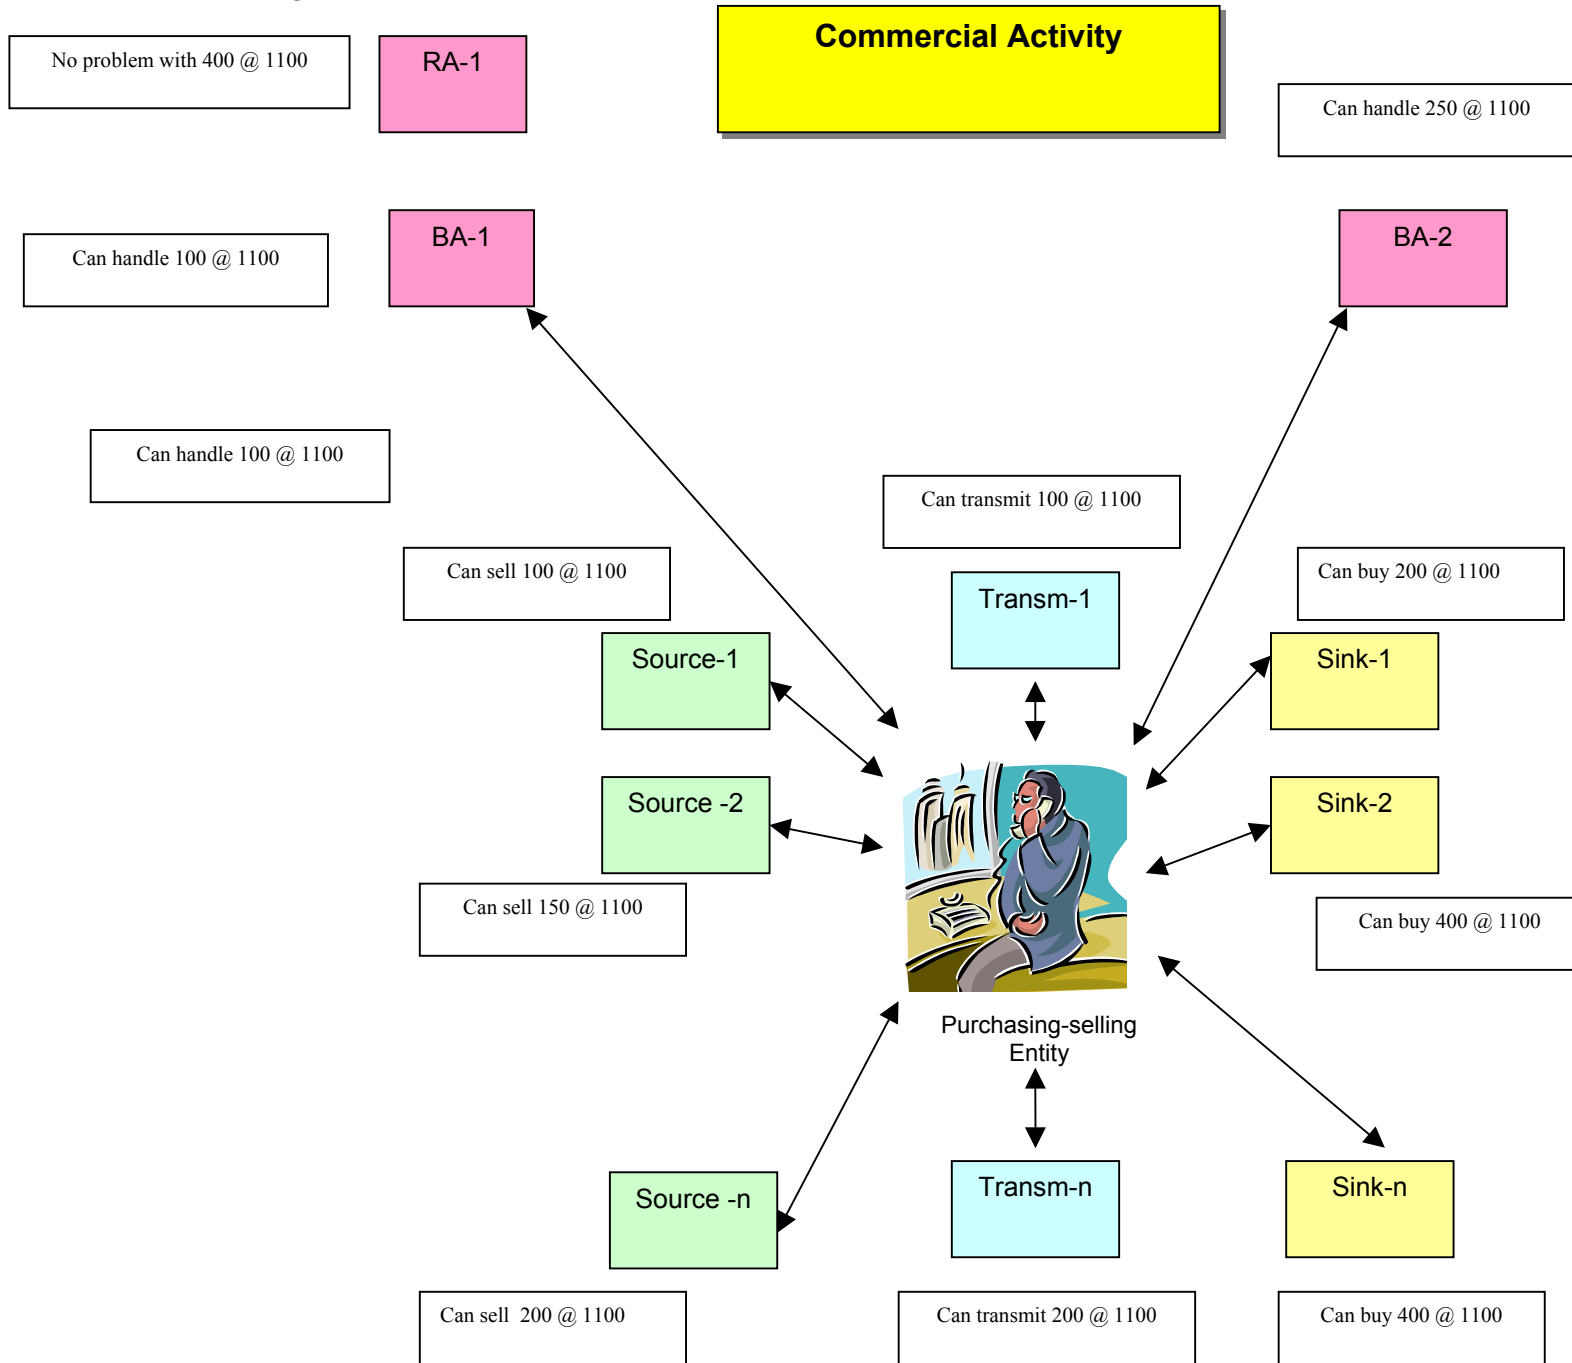 Commercial Activity
No problem with 400 @ 1100
RA-1
Can handle 250 @ 1100
BA-1
BA-2
Can handle 100 @ 1100
Can handle 100 @ 1100
Can transmit 100 @ 1100
Can sell 100 @ 1100
Can buy 200 @ 1100
Transm-1
Source-1
Sink-1
Source -2
Sink-2
Can sell 150 @ 1100
Can buy 400 @ 1100
Purchasing-selling
Entity
Source -n
Transm-n
Sink-n
Can sell  200 @ 1100
Can transmit 200 @ 1100
Can buy 400 @ 1100